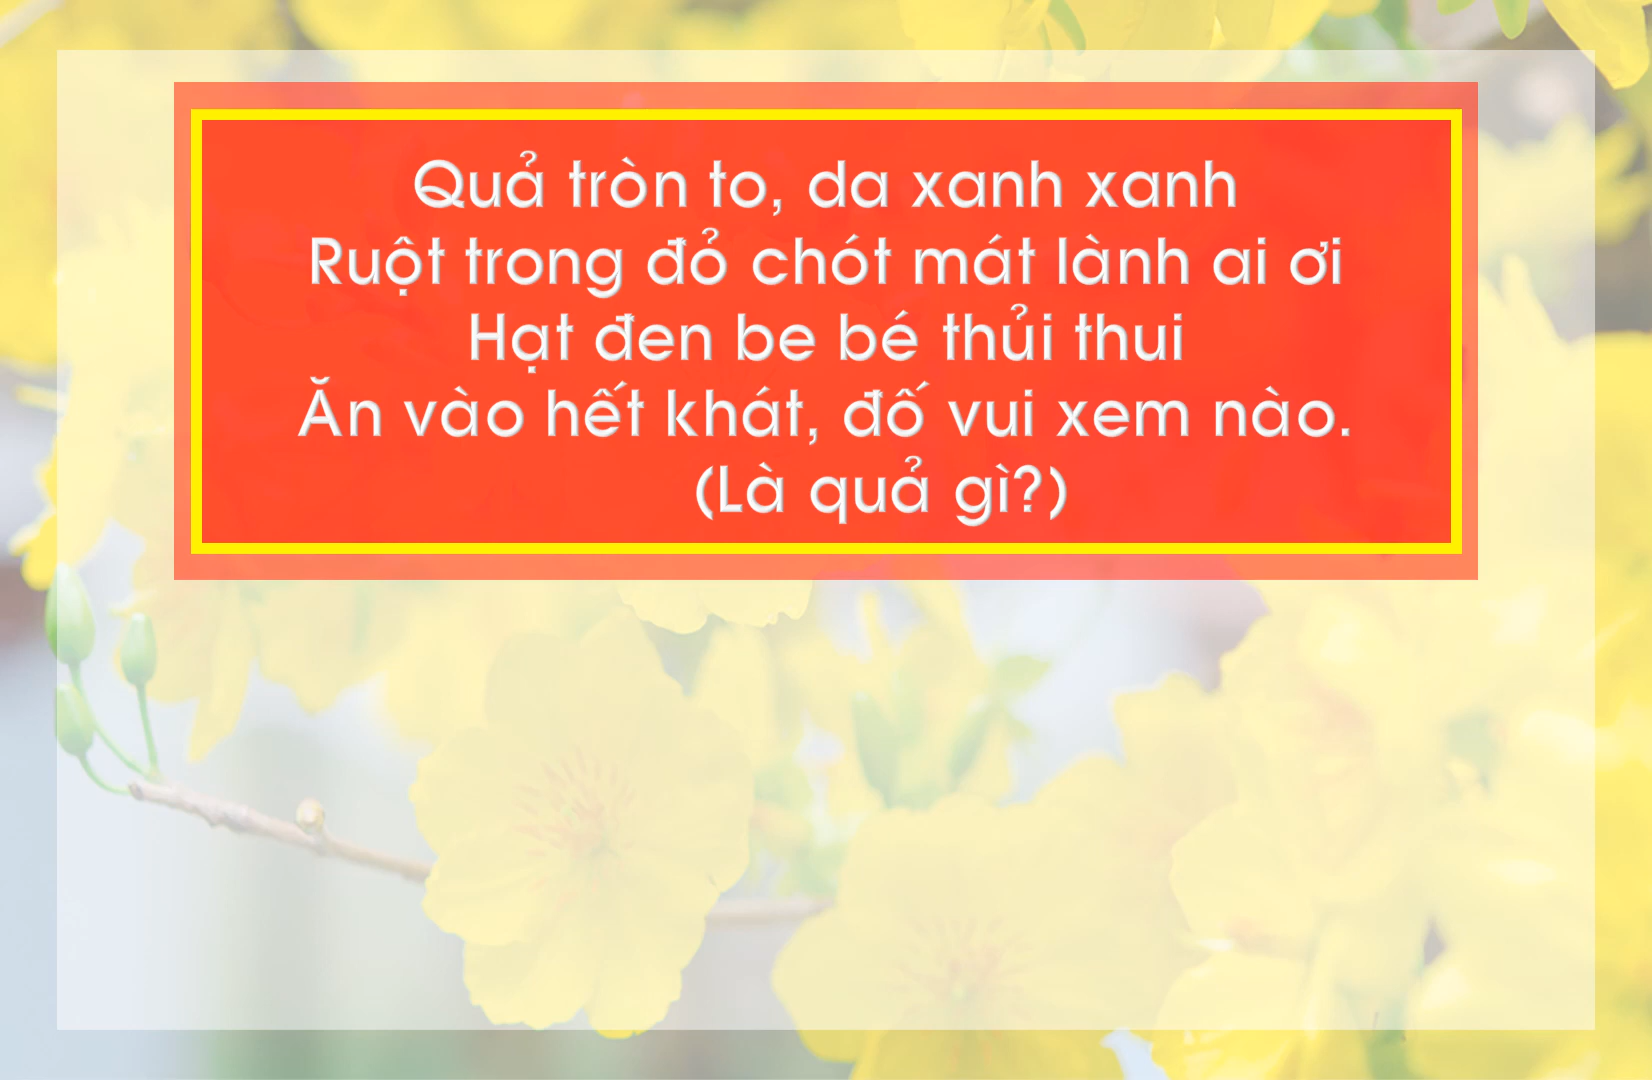 Quả tròn to, da xanh xanh
Ruột trong đỏ chót mát lành ai ơi
Hạt đen be bé thủi thui
Ăn vào hết khát, đố vui xem nào.
(Là quả gì?)